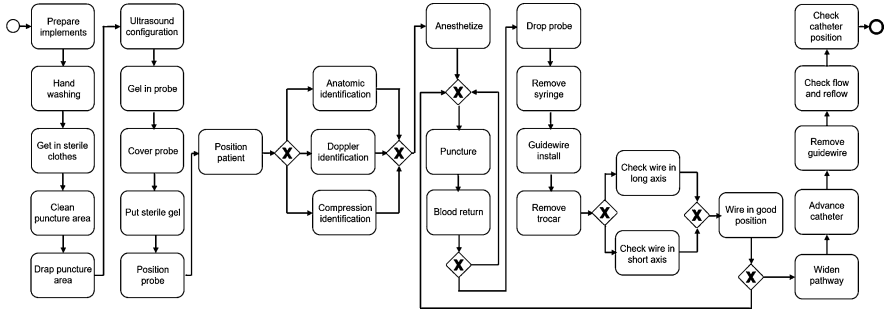 Prepare
implements
Hand
washing
Get in sterile
clothes
Clean
puncture area
Drap puncture
area
Ultrasound
configuration
Gel in probe
Cover probe
Put sterile gel
Position
probe
Position
patient
X
Anatomic
identification
Doppler
identification
Compression
identification
X
Anesthetize
X
Puncture
Blood return
X
Drop probe
Remove
syringe
Guidewire
install
Remove
trocar
X
Check wire in
long axis
Check wire in
short axis
X
Wire in good
position
X
Widen
pathway
Advance
catheter
Remove
guidewire
Check flow
and reflow
Check
catheter
position